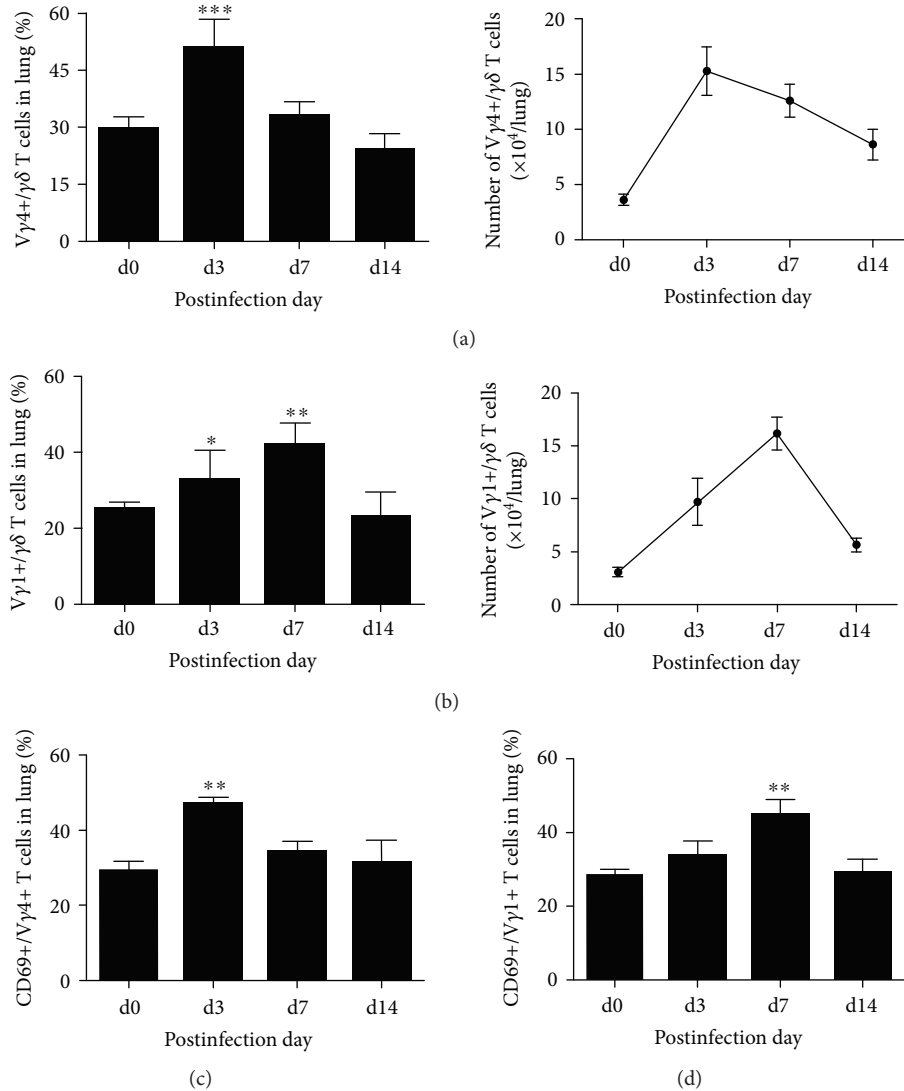 Vγ4+/γδ T cells in lung (%)
60
45
30
15
0
***
d0 d3 d7 d14
Postinfection day
Number of Vγ4+/γδ T cells
(×10⁴/lung)
20
15
10
5
0
d0 d3 d7 d14
Postinfection day
(a)
Vγ1+/γδ T cells in lung (%)
60
40
20
0
*
**
d0 d3 d7 d14
Postinfection day
Number of Vγ1+/γδ T cells
(×10⁴/lung)
20
15
10
5
0
d0 d3 d7 d14
Postinfection day
(b)
CD69+/Vγ4+ T cells in lung (%)
60
40
20
0
**
d0 d3 d7 d14
Postinfection day
(c)
CD69+/Vγ1+ T cells in lung (%)
60
40
20
0
**
d0 d3 d7 d14
Postinfection day
(d)